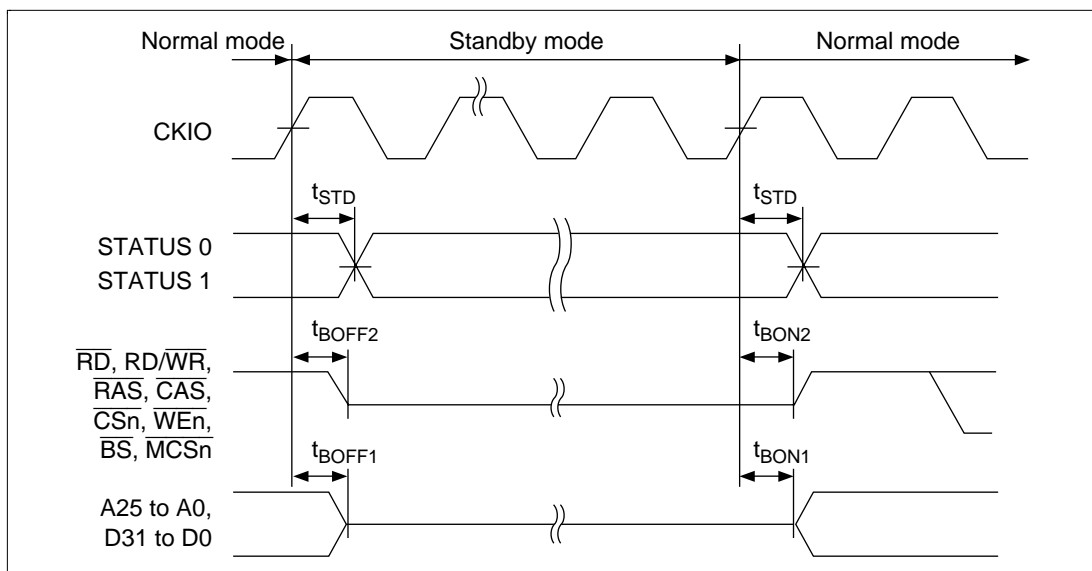 Normal mode Standby mode Normal mode
CKIO
tSTD tSTD
STATUS 0
STATUS 1
tBOFF2 tBON2
RD, RD/WR,
RAS, CAS,
CSn, WEn,
BS, MCSn
tBOFF1 tBON1
A25 to A0,
D31 to D0